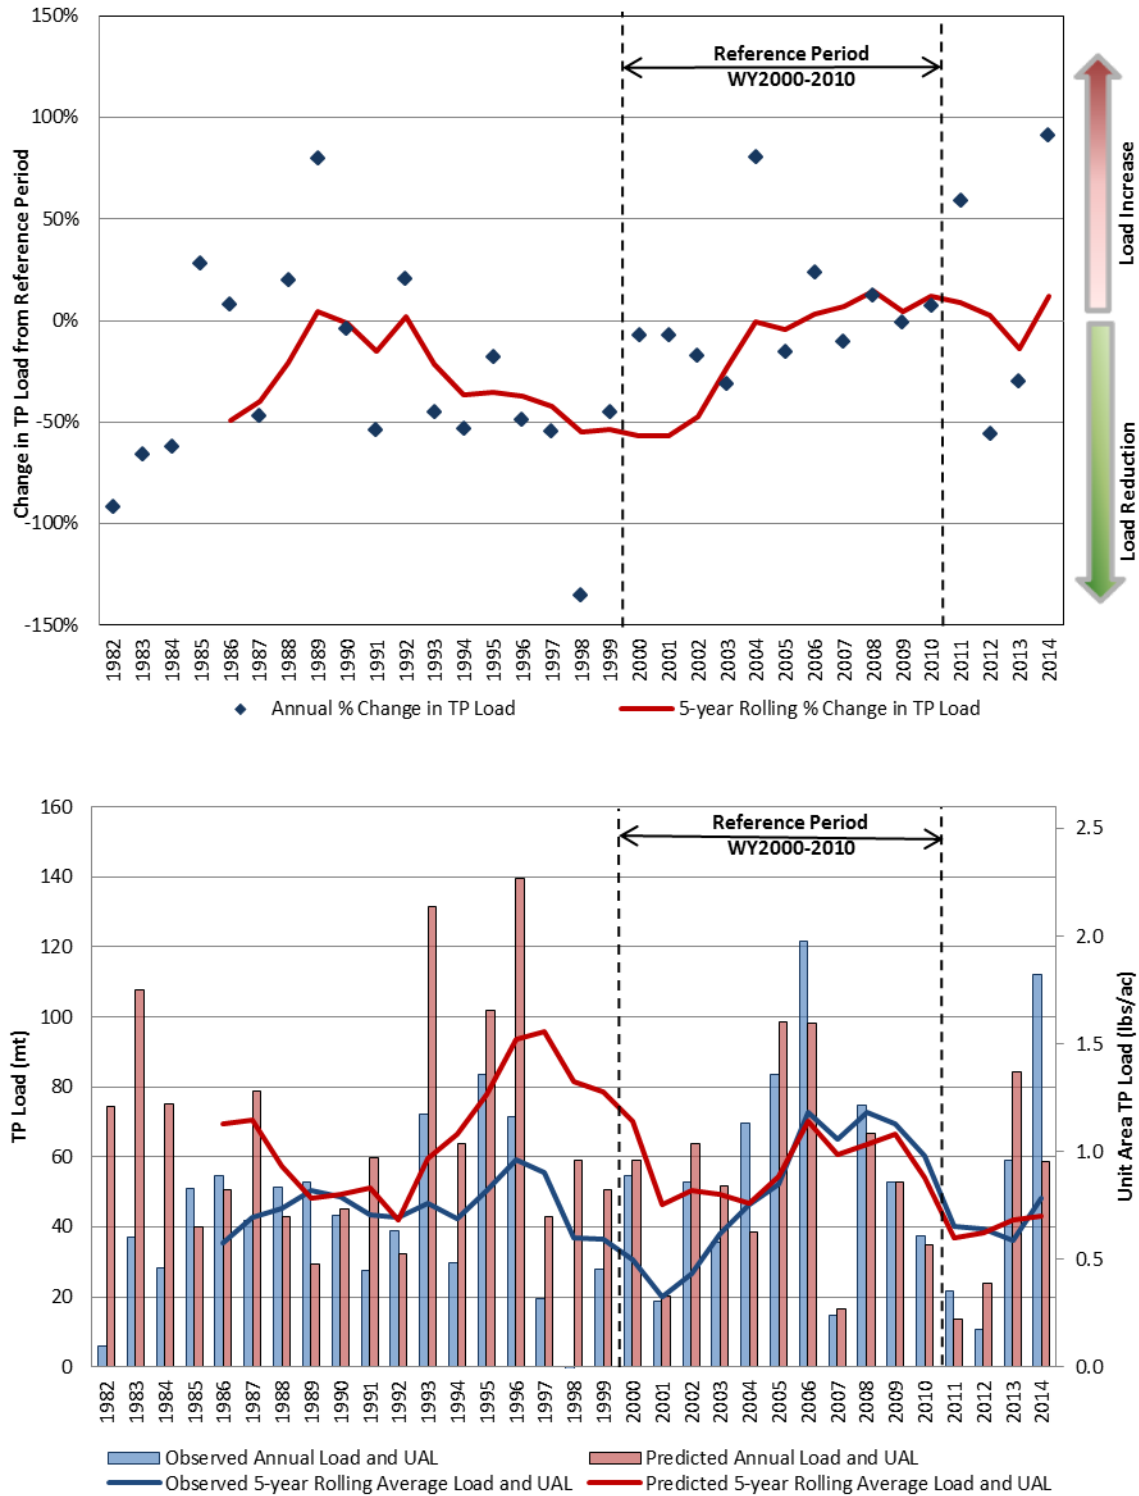 150%
100%
50%
0%
-50%
-100%
-150%
Change in TP Load from Reference Period
Reference Period
WY2000-2010
Load Increase
Load Reduction
1982 1983 1984 1985 1986 1987 1988 1989 1990 1991 1992 1993 1994 1995 1996 1997 1998 1999 2000 2001 2002 2003 2004 2005 2006 2007 2008 2009 2010 2011 2012 2013 2014
Annual % Change in TP Load 5-year Rolling % Change in TP Load
160
140
120
100
80
60
40
20
0
TP Load (mt)
Reference Period
WY2000-2010
2.5
2.0
1.5
1.0
0.5
0.0
Unit Area TP Load (lbs/ac)
1982 1983 1984 1985 1986 1987 1988 1989 1990 1991 1992 1993 1994 1995 1996 1997 1998 1999 2000 2001 2002 2003 2004 2005 2006 2007 2008 2009 2010 2011 2012 2013 2014
Observed Annual Load and UAL Predicted Annual Load and UAL
Observed 5-year Rolling Average Load and UAL Predicted 5-year Rolling Average Load and UAL